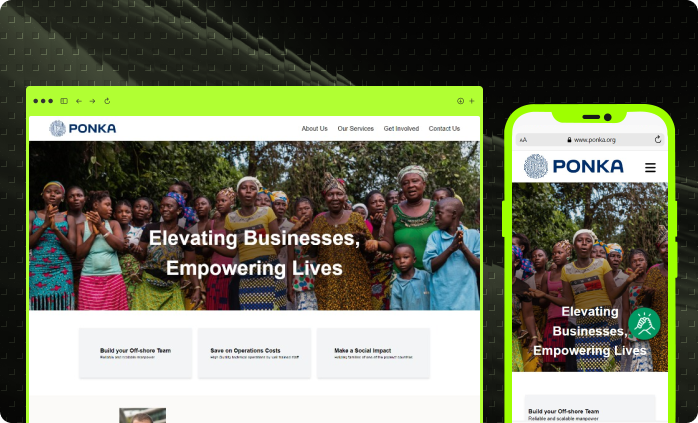 PONKA
About Us Our Services Get Involved Contact Us
Elevating Businesses,
Empowering Lives
Build your Off-shore Team
Reliable and scalable manpower
Save on Operations Costs
Make a Social Impact
AA www.ponka.org
PONKA
Elevating
Businesses,
Empowering Lives
Build your Off-shore Team
Reliable and scalable manpower